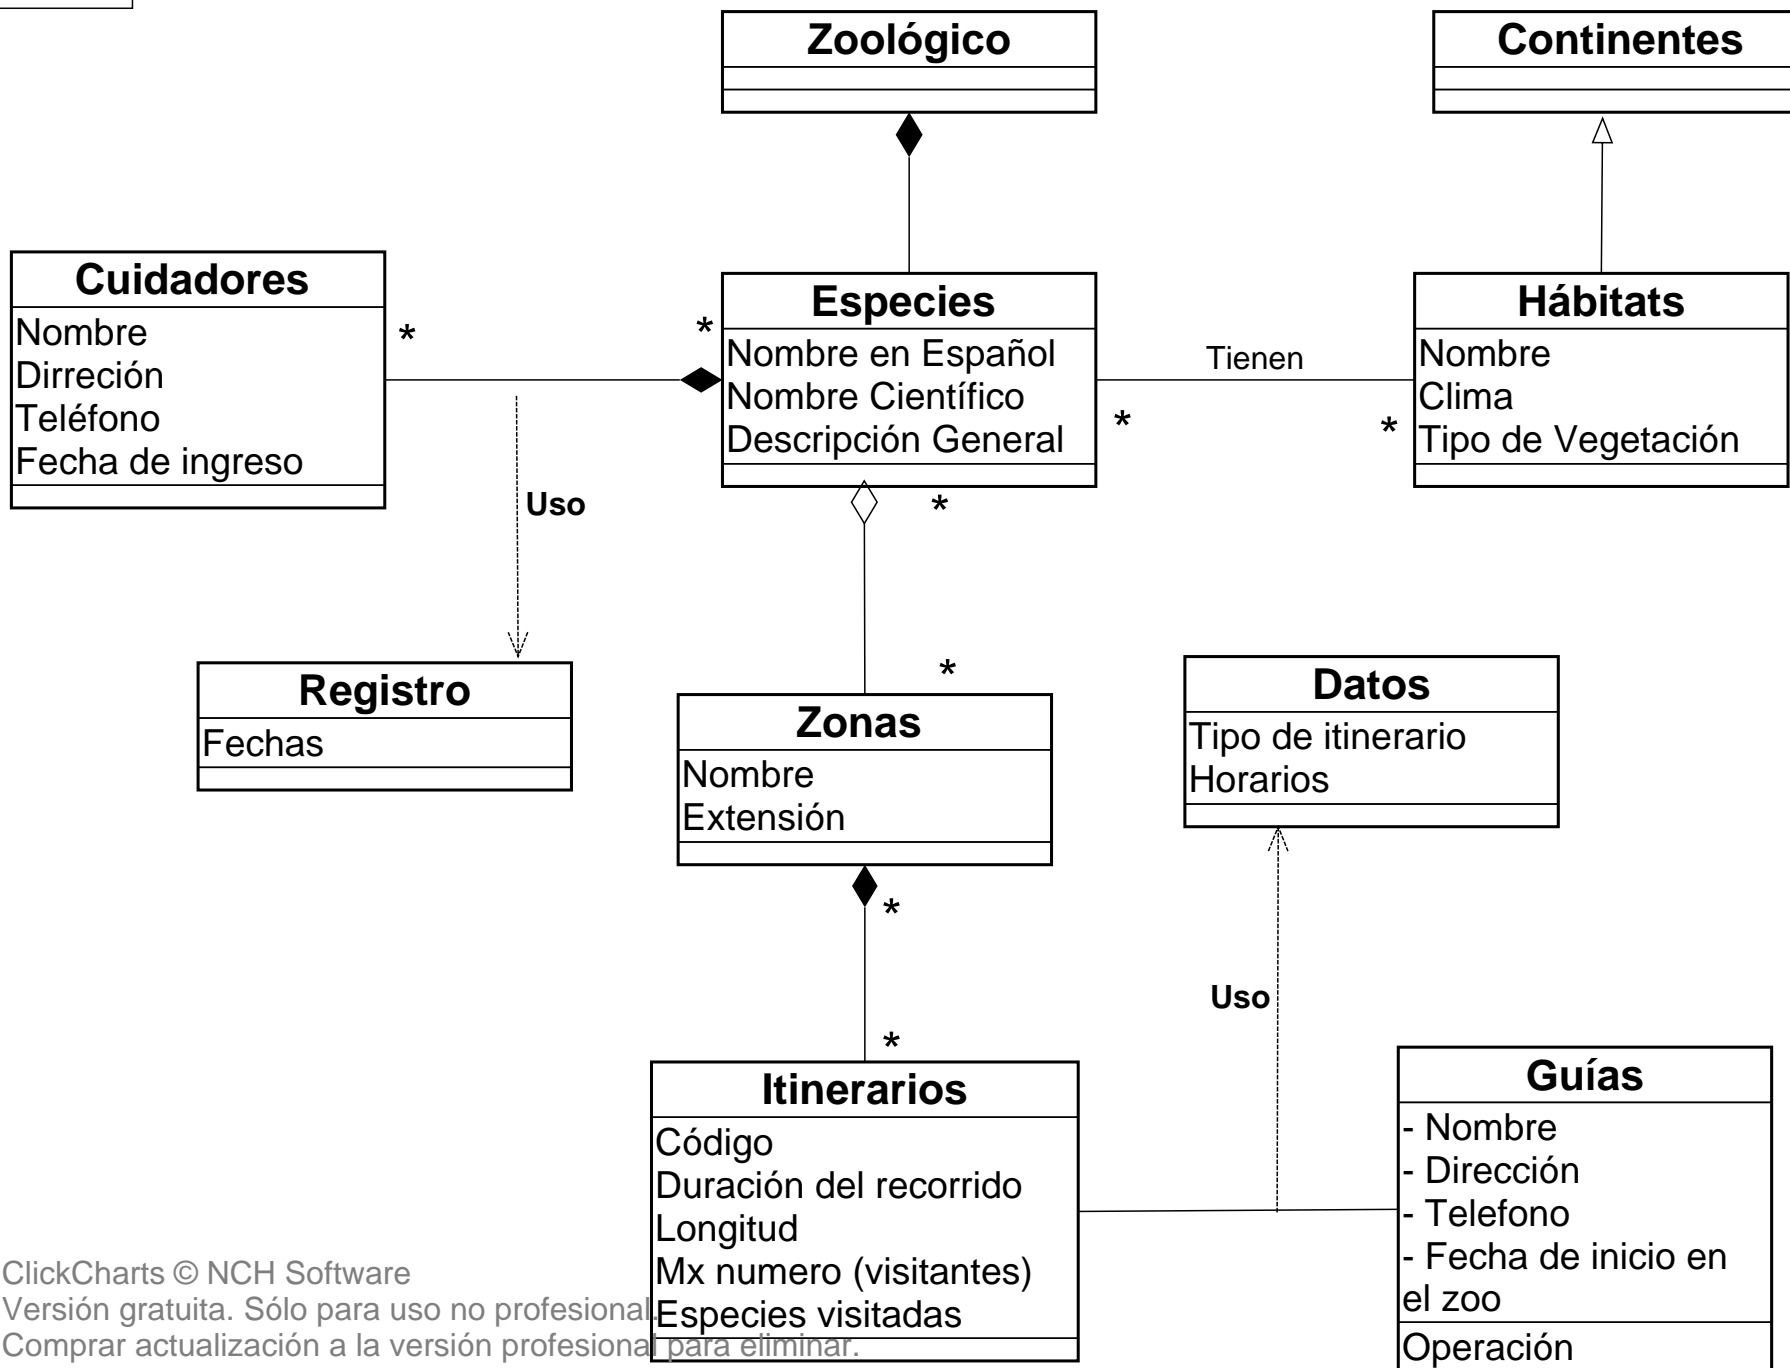 Zoológico
Continentes
Cuidadores
Nombre
Dirreción
Teléfono
Fecha de ingreso
*
*
Especies
Nombre en Español
Nombre Científico
Descripción General
Tienen
*
*
Hábitats
Nombre
Clima
Tipo de Vegetación
Uso
*
*
Registro
Fechas
Zonas
Nombre
Extensión
Datos
Tipo de itinerario
Horarios
*
*
Uso
Itinerarios
Código
Duración del recorrido
Longitud
Mx numero (visitantes)
Especies visitadas
Guías
- Nombre
- Dirección
- Telefono
- Fecha de inicio en
el zoo
Operación
ClickCharts © NCH Software
Versión gratuita. Sólo para uso no profesional.
Comprar actualización a la versión profesional para eliminar.